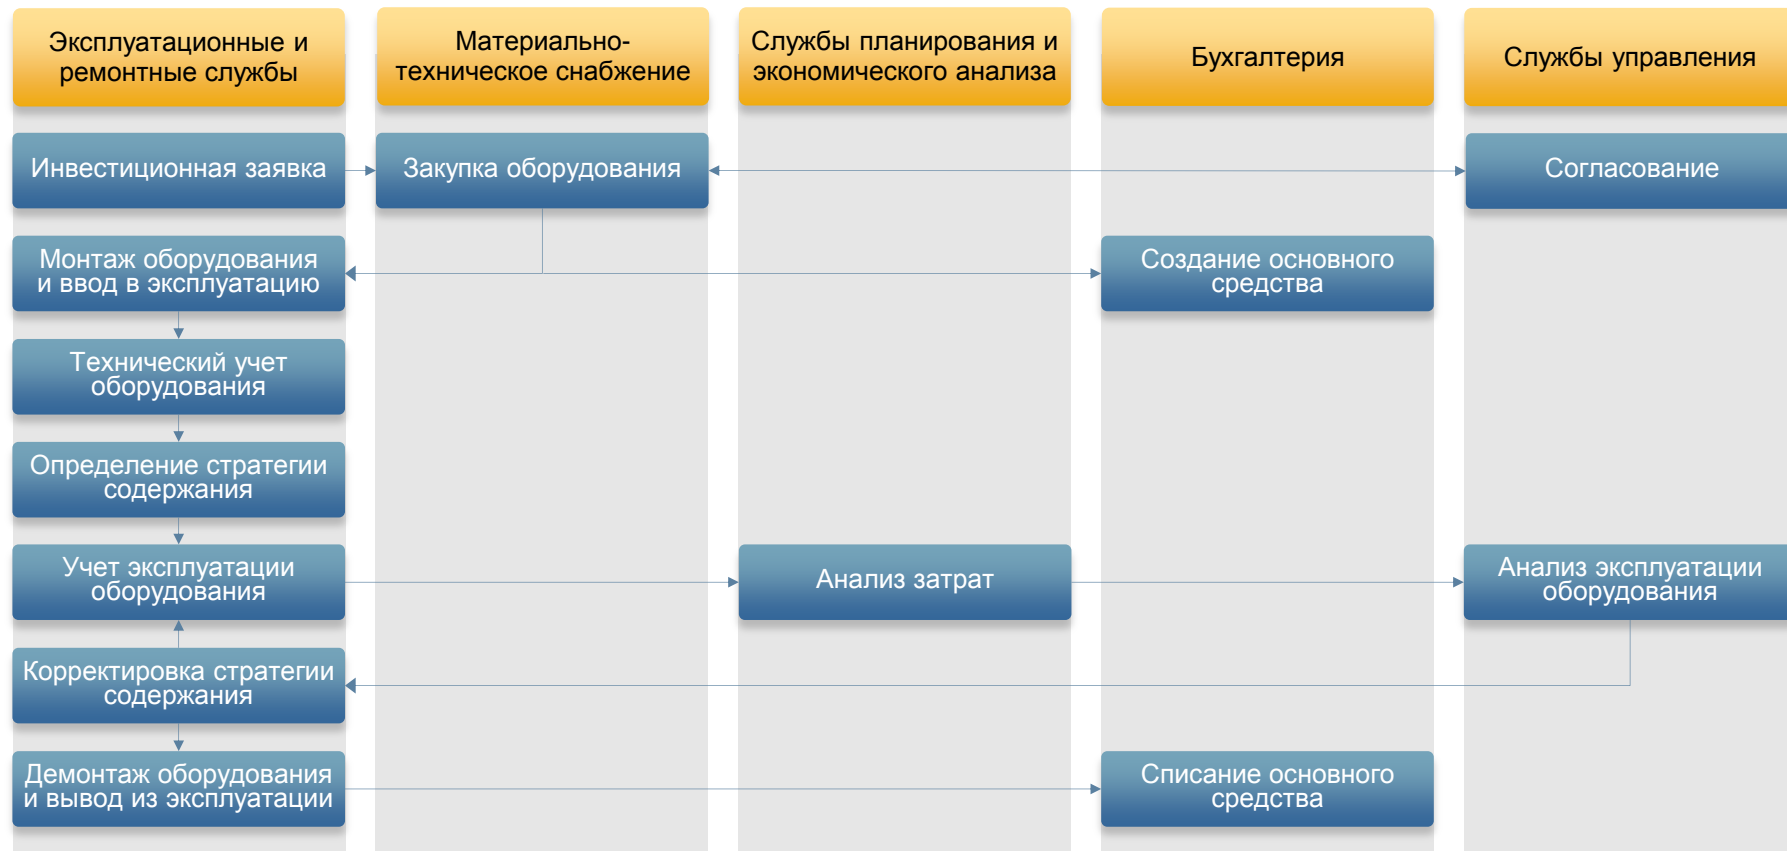 Эксплуатационные и
ремонтные службы
Материально-
техническое снабжение
Службы планирования и
экономического анализа
Бухгалтерия
Службы управления
Инвестиционная заявка
Закупка оборудования
Согласование
Монтаж оборудования
и ввод в эксплуатацию
Создание основного
средства
Технический учет
оборудования
Определение стратегии
содержания
Учет эксплуатации
оборудования
Анализ затрат
Анализ эксплуатации
оборудования
Корректировка стратегии
содержания
Демонтаж оборудования
и вывод из эксплуатации
Списание основного
средства